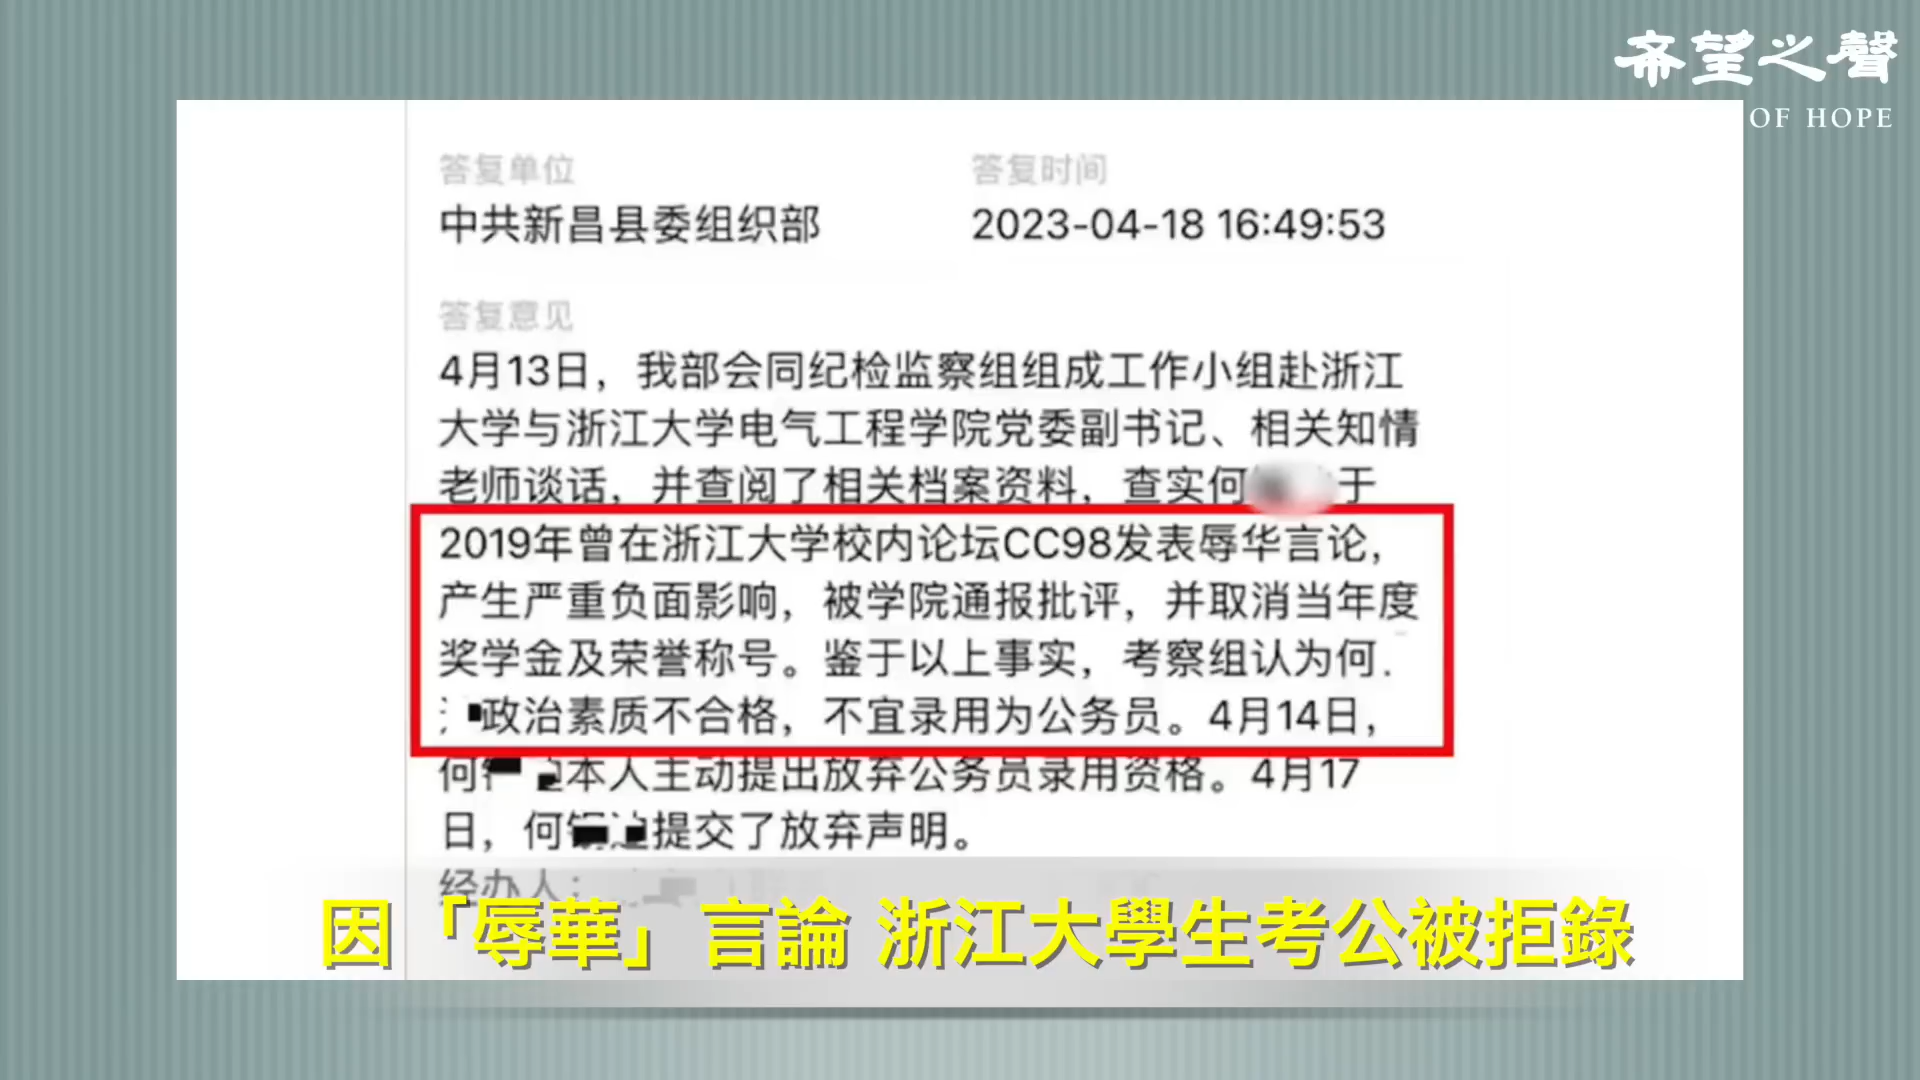 希望之聲
OF HOPE
答复单位 答复时间
中共新昌县委组织部 2023-04-18 16:49:53
答复意见
4月13日，我部会同纪检监察组组成工作小组赴浙江
大学与浙江大学电气工程学院党委副书记、相关知情
老师谈话，并查阅了相关档案资料，查实何 于
2019年曾在浙江大学校内论坛CC98发表辱华言论，
产生严重负面影响，被学院通报批评，并取消当年度
奖学金及荣誉称号。鉴于以上事实，考察组认为何
政治素质不合格，不宜录用为公务员。4月14日，
何 本人主动提出放弃公务员录用资格。4月17
日，何 提交了放弃声明。
经办人：
因「辱華」言論 浙江大學生考公被拒錄